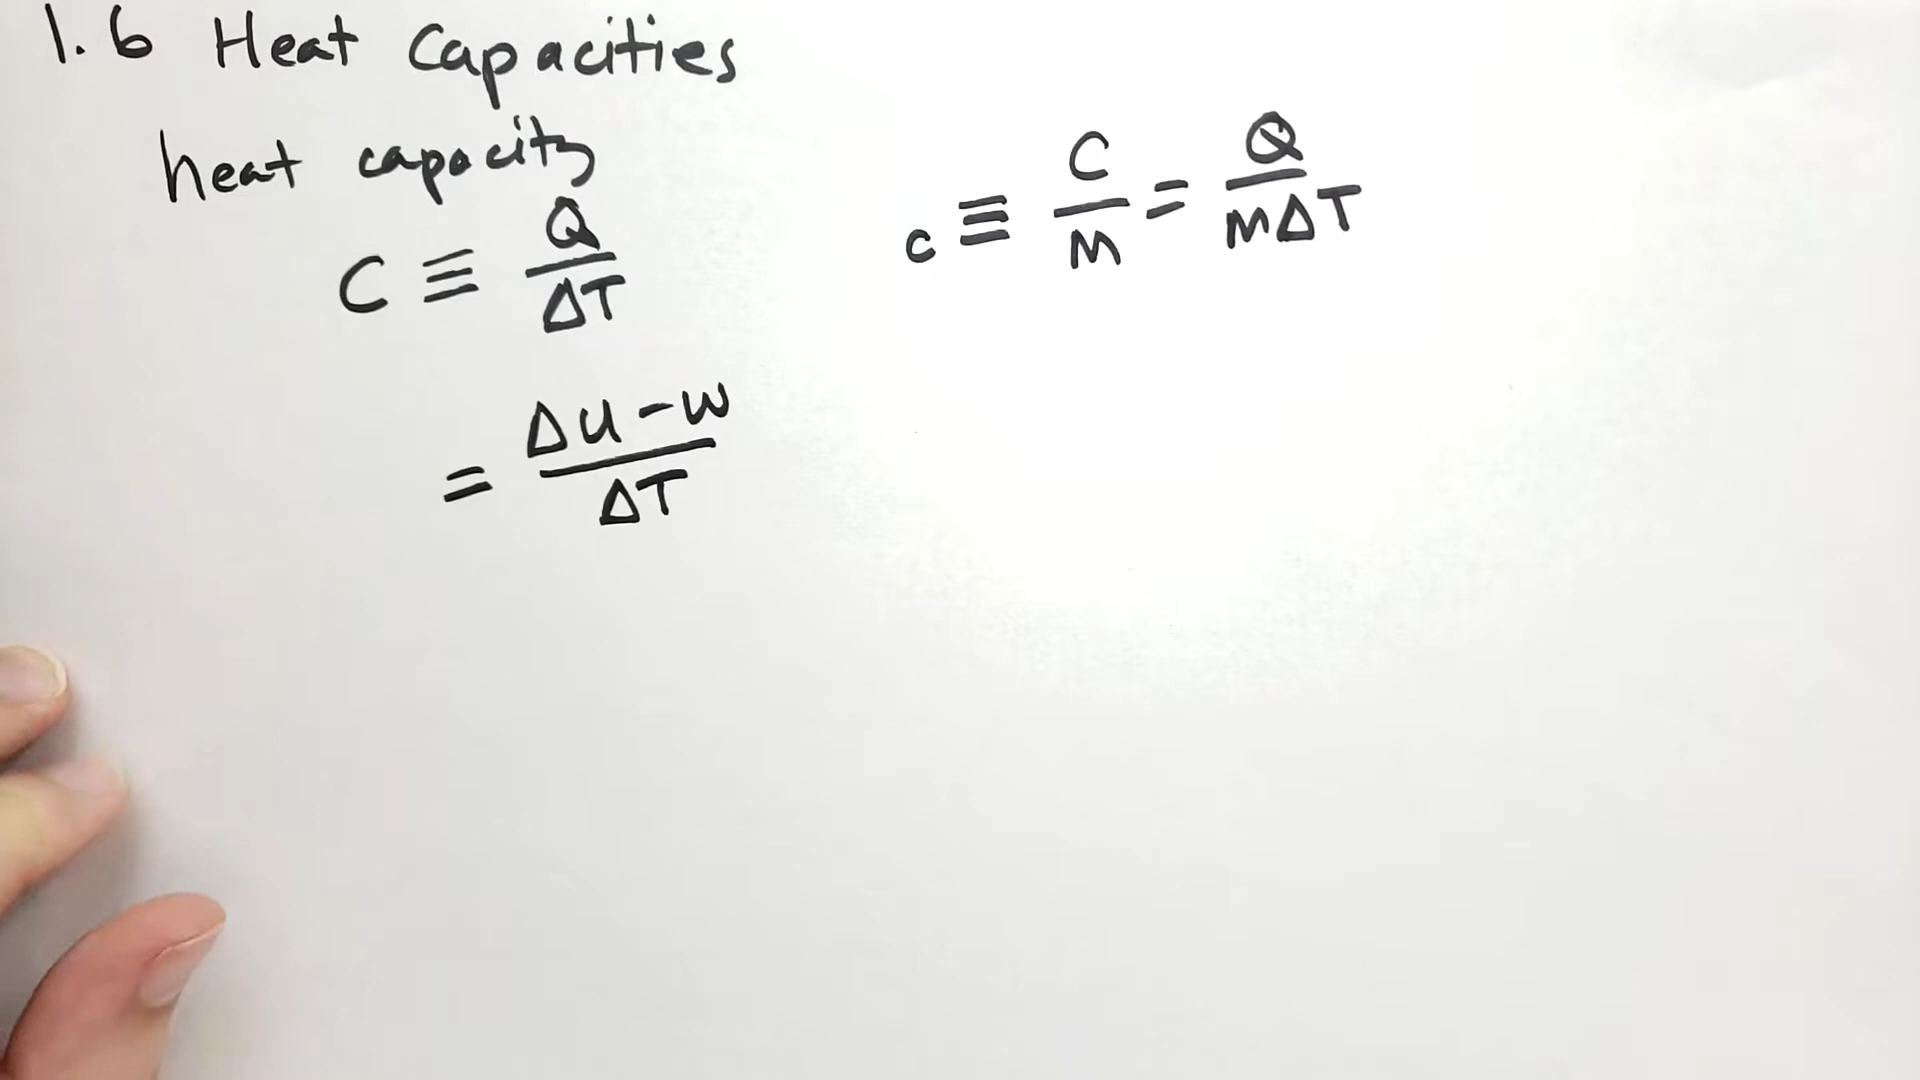 1.6 Heat Capacities
heat capacity
C ≡ Q/ΔT
= ΔU-W/ΔT
c ≡ C/m = Q/mΔT